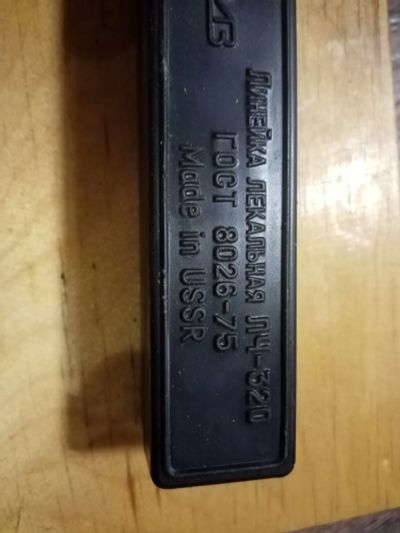 ЛИНЕЙКА ЛЕКАЛЬНАЯ ЛЧ-320
ГОСТ 8026-75
Made in USSR